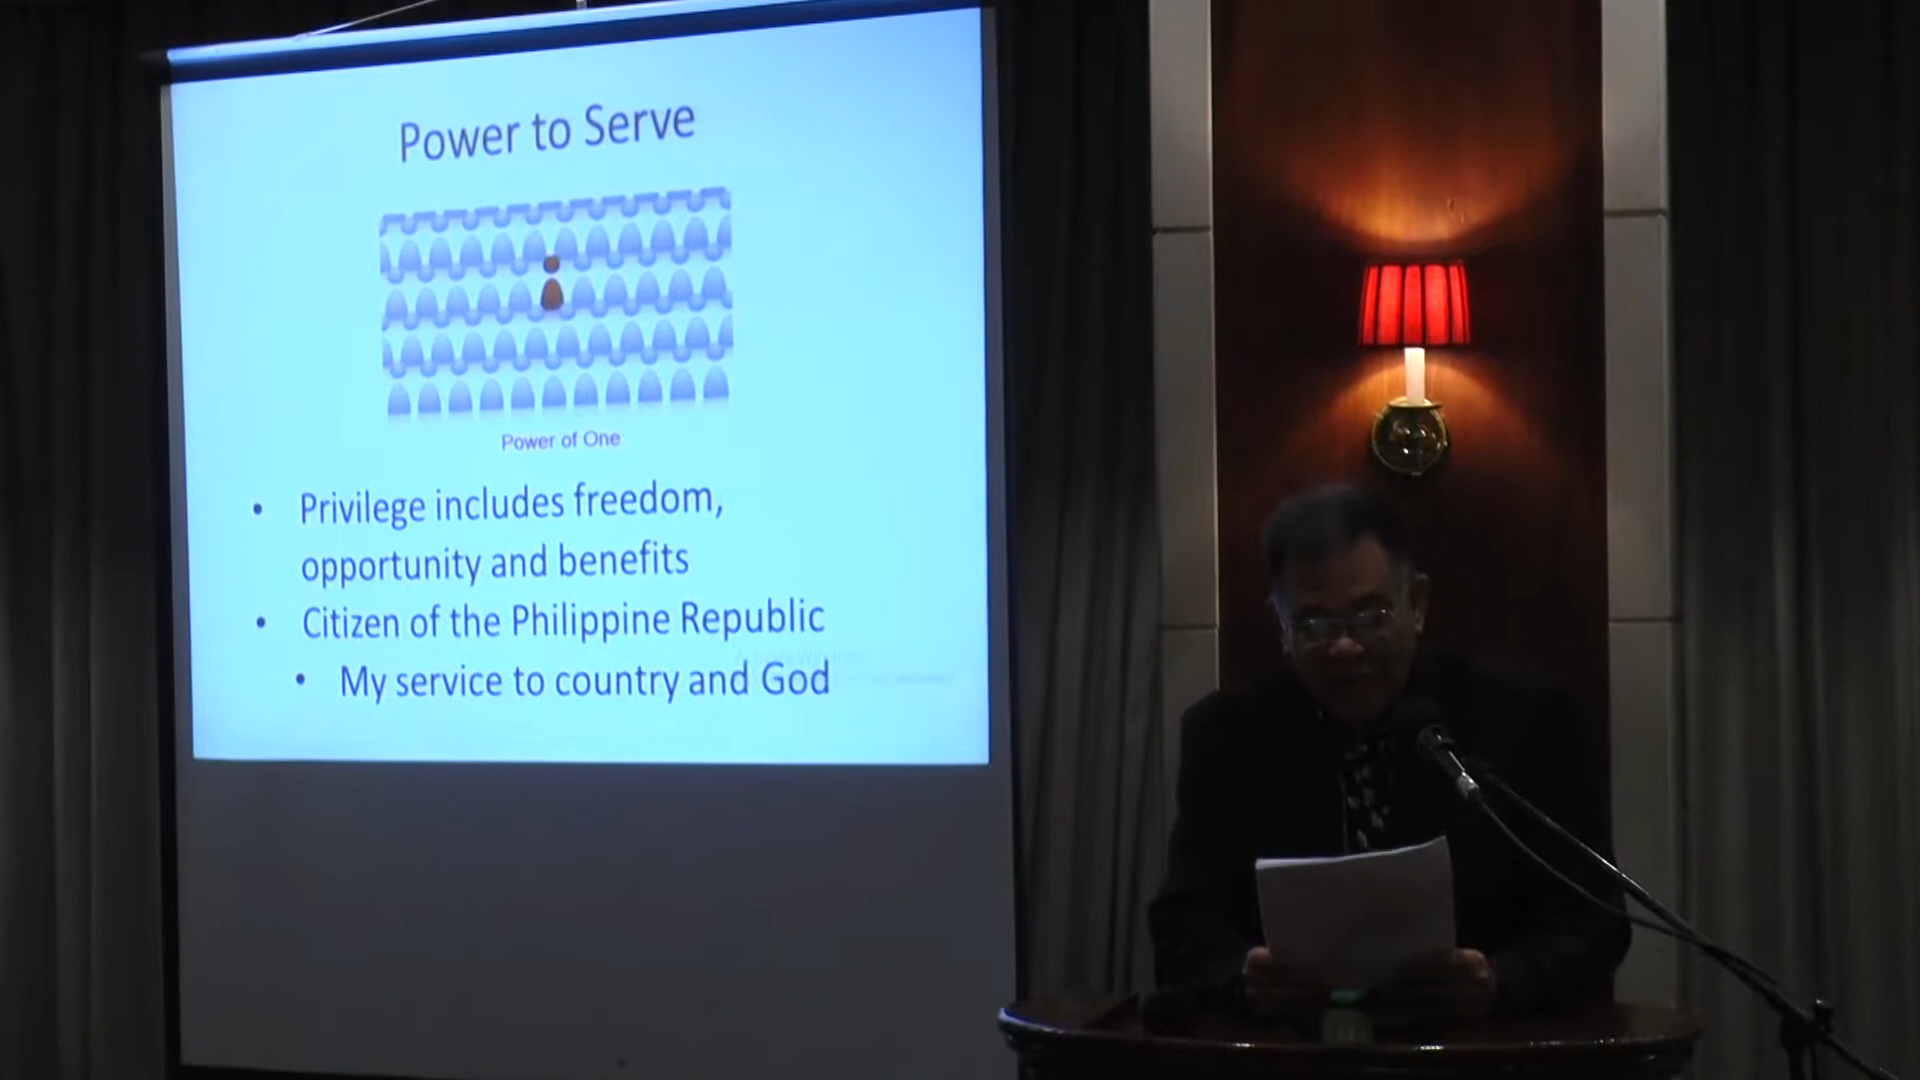 Power to Serve
Power of One
• Privilege includes freedom,
opportunity and benefits
• Citizen of the Philippine Republic
• My service to country and God